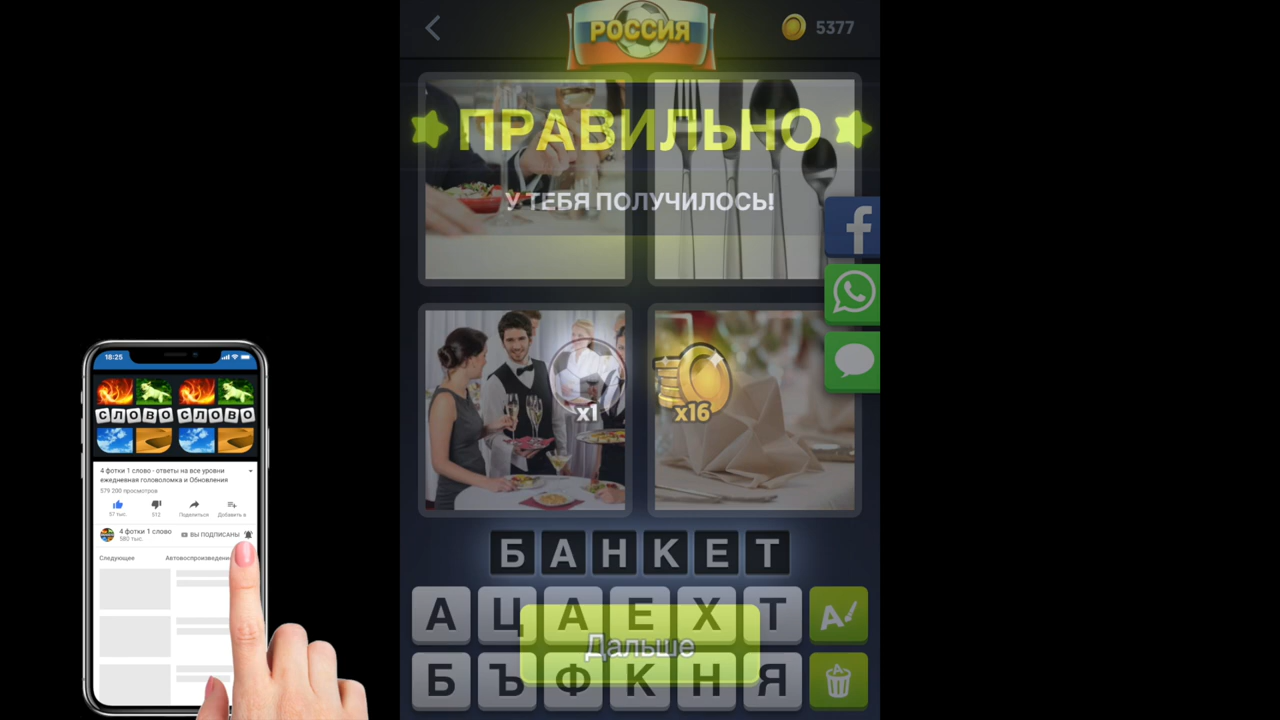 РОССИЯ
5377
ПРАВИЛЬНО
У ТЕБЯ ПОЛУЧИЛОСЬ!
x1
x16
БАНКЕТ
А Ц А Е Х Т
Дальше
Б Ъ Ф К Н Я
18:25
СЛОВО СЛОВО
4 фотки 1 слово - ответы на все уровни
ежедневная головоломка и Обновления
579 200 просмотров
57 тыс. 512 Поделиться Добавить в
4 фотки 1 слово
580 тыс.
ВЫ ПОДПИСАНЫ
Следующее Автовоспроизведени